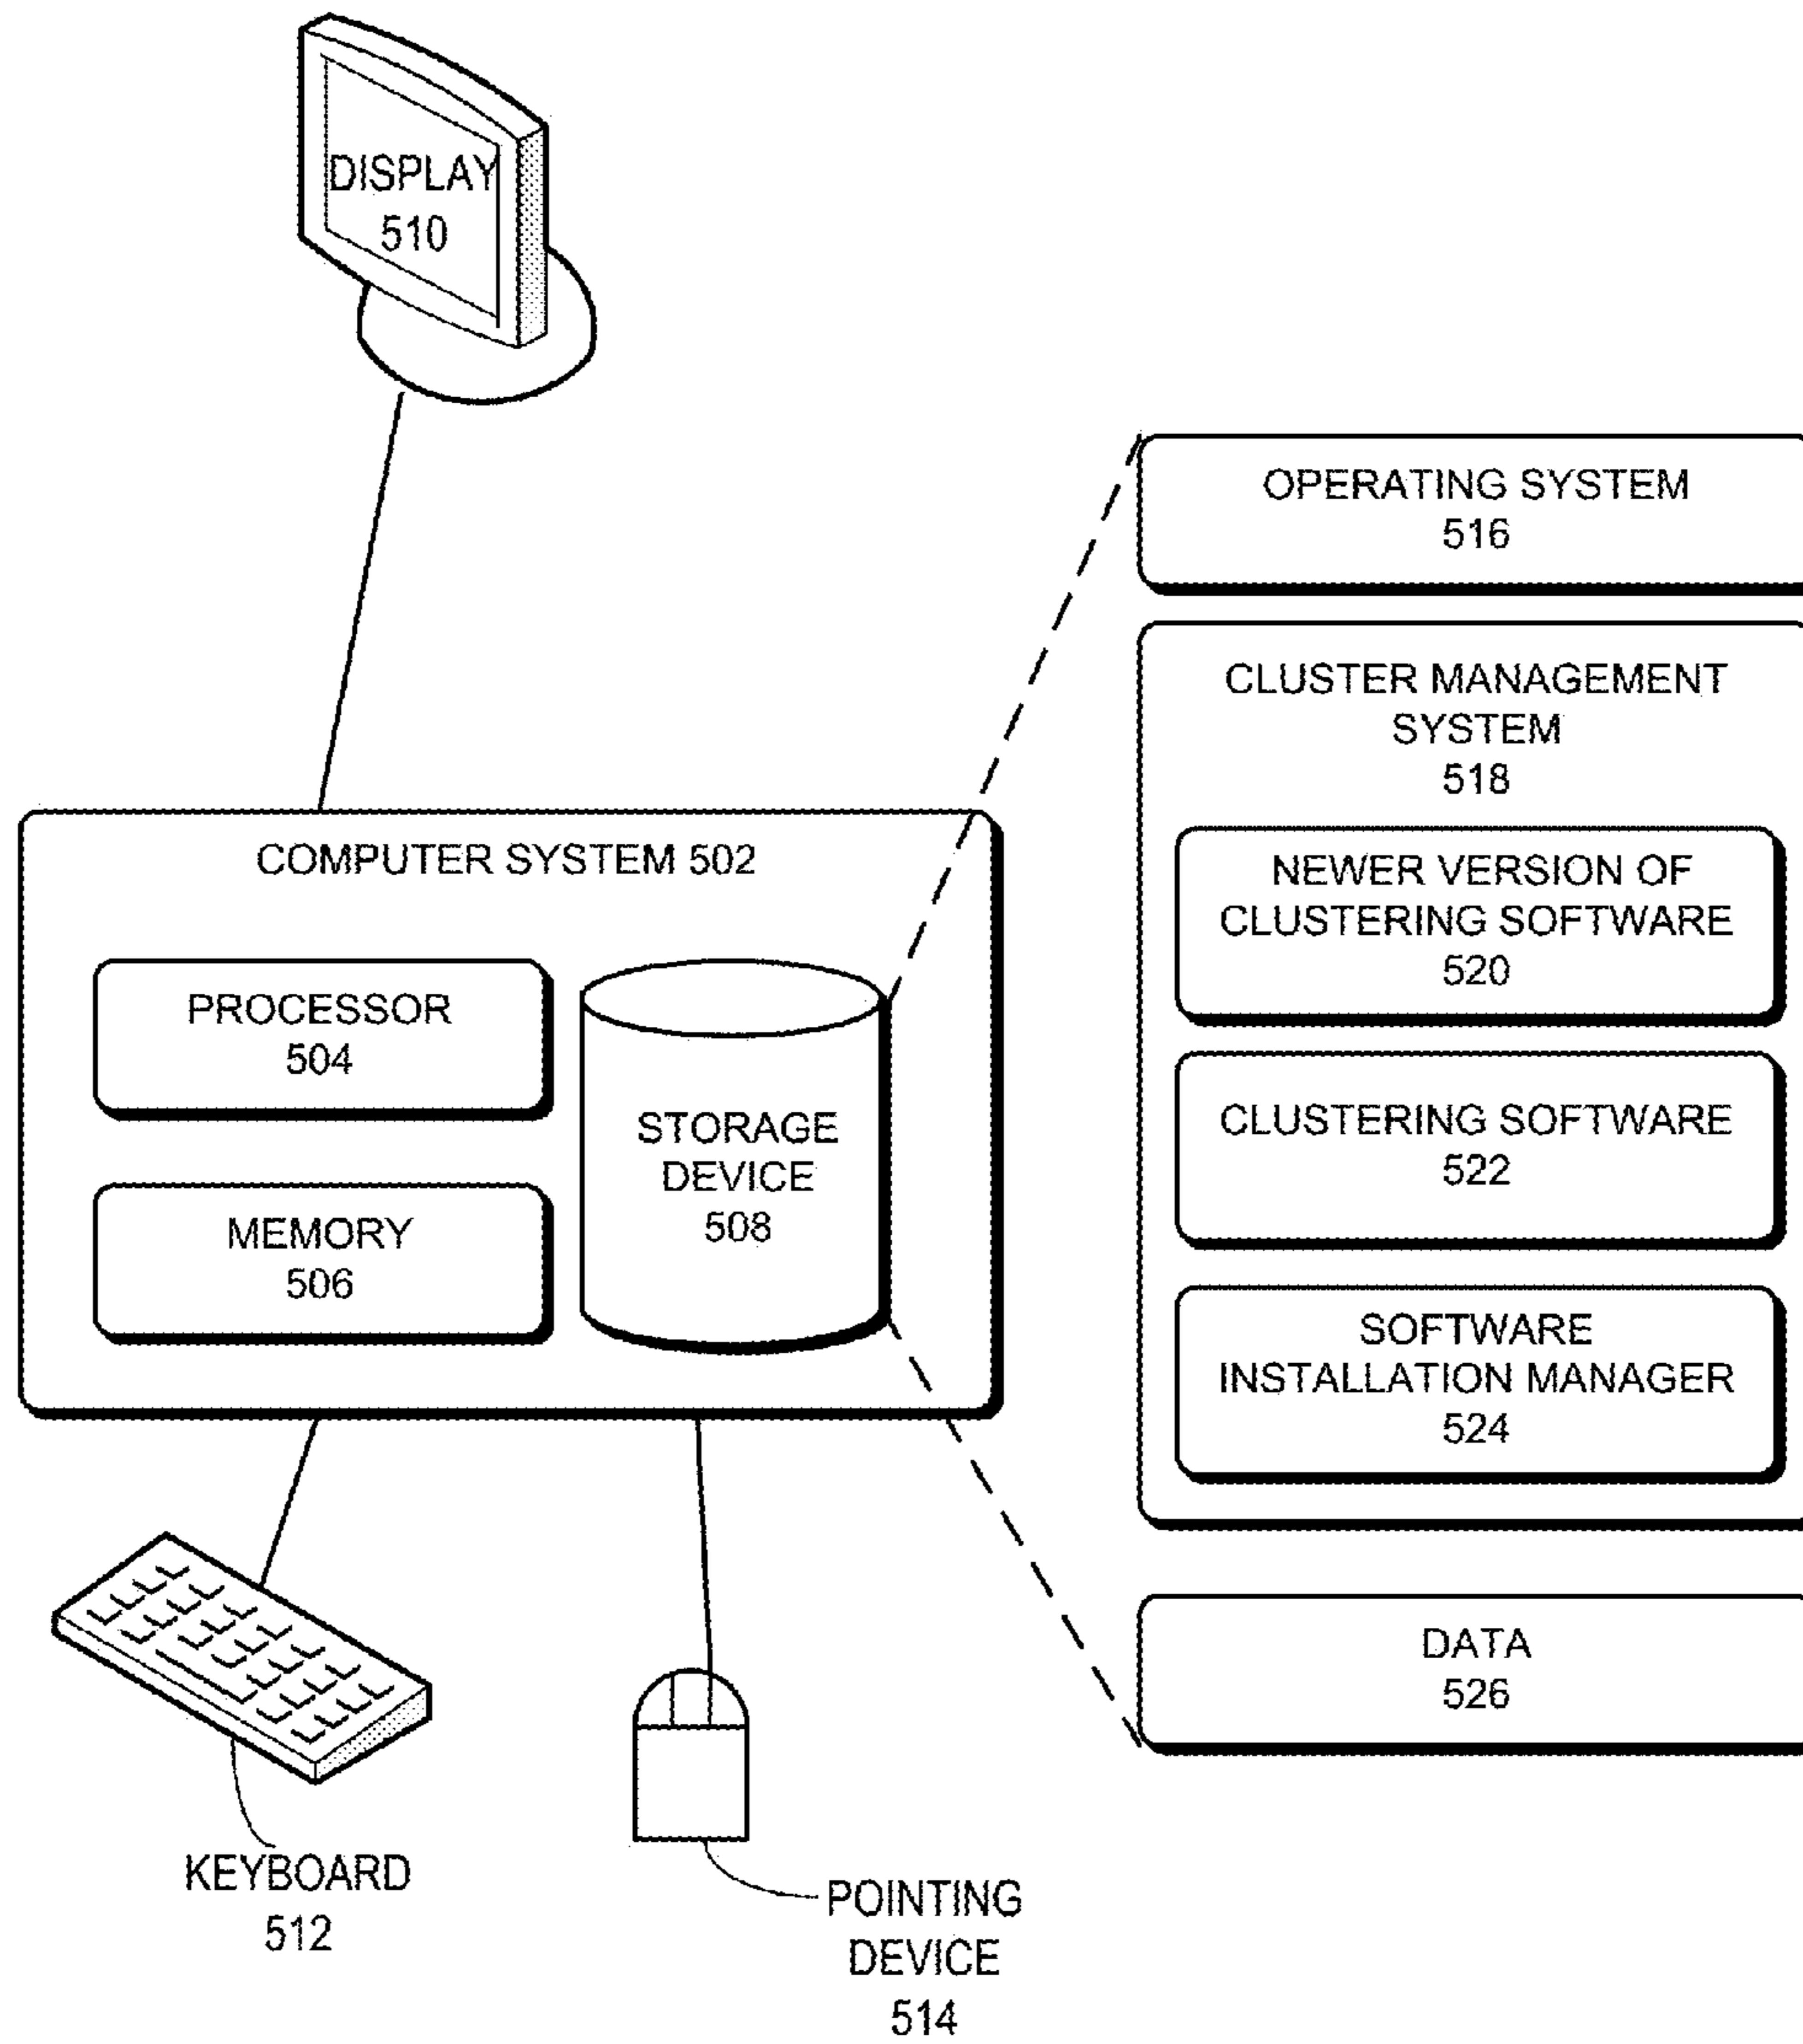 DISPLAY
510
OPERATING SYSTEM
516
CLUSTER MANAGEMENT
SYSTEM
518
NEWER VERSION OF
CLUSTERING SOFTWARE
520
CLUSTERING SOFTWARE
522
SOFTWARE
INSTALLATION MANAGER
524
DATA
526
COMPUTER SYSTEM 502
PROCESSOR
504
MEMORY
506
STORAGE
DEVICE
508
KEYBOARD
512
POINTING
DEVICE
514